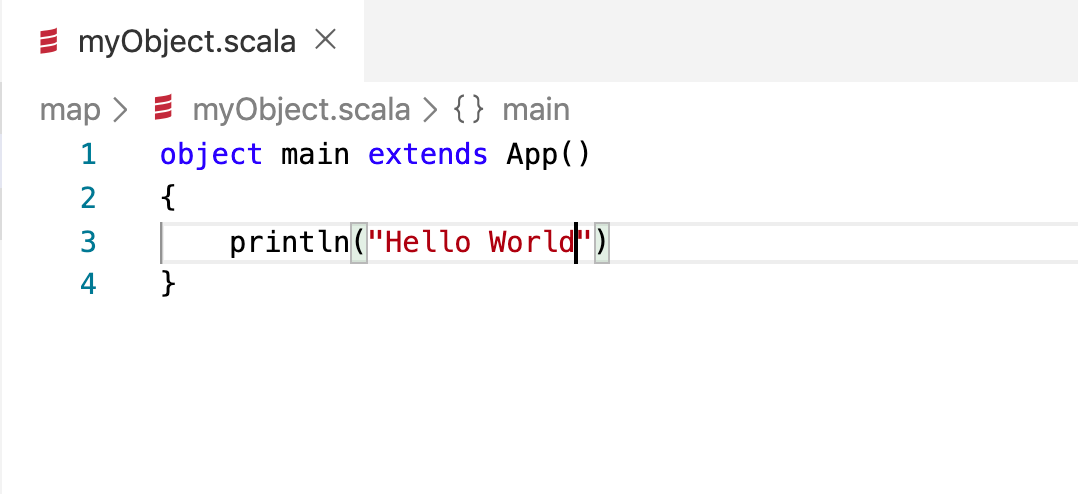 myObject.scala
map > myObject.scala > {} main
1 object main extends App()
2 {
3     println("Hello World")
4 }